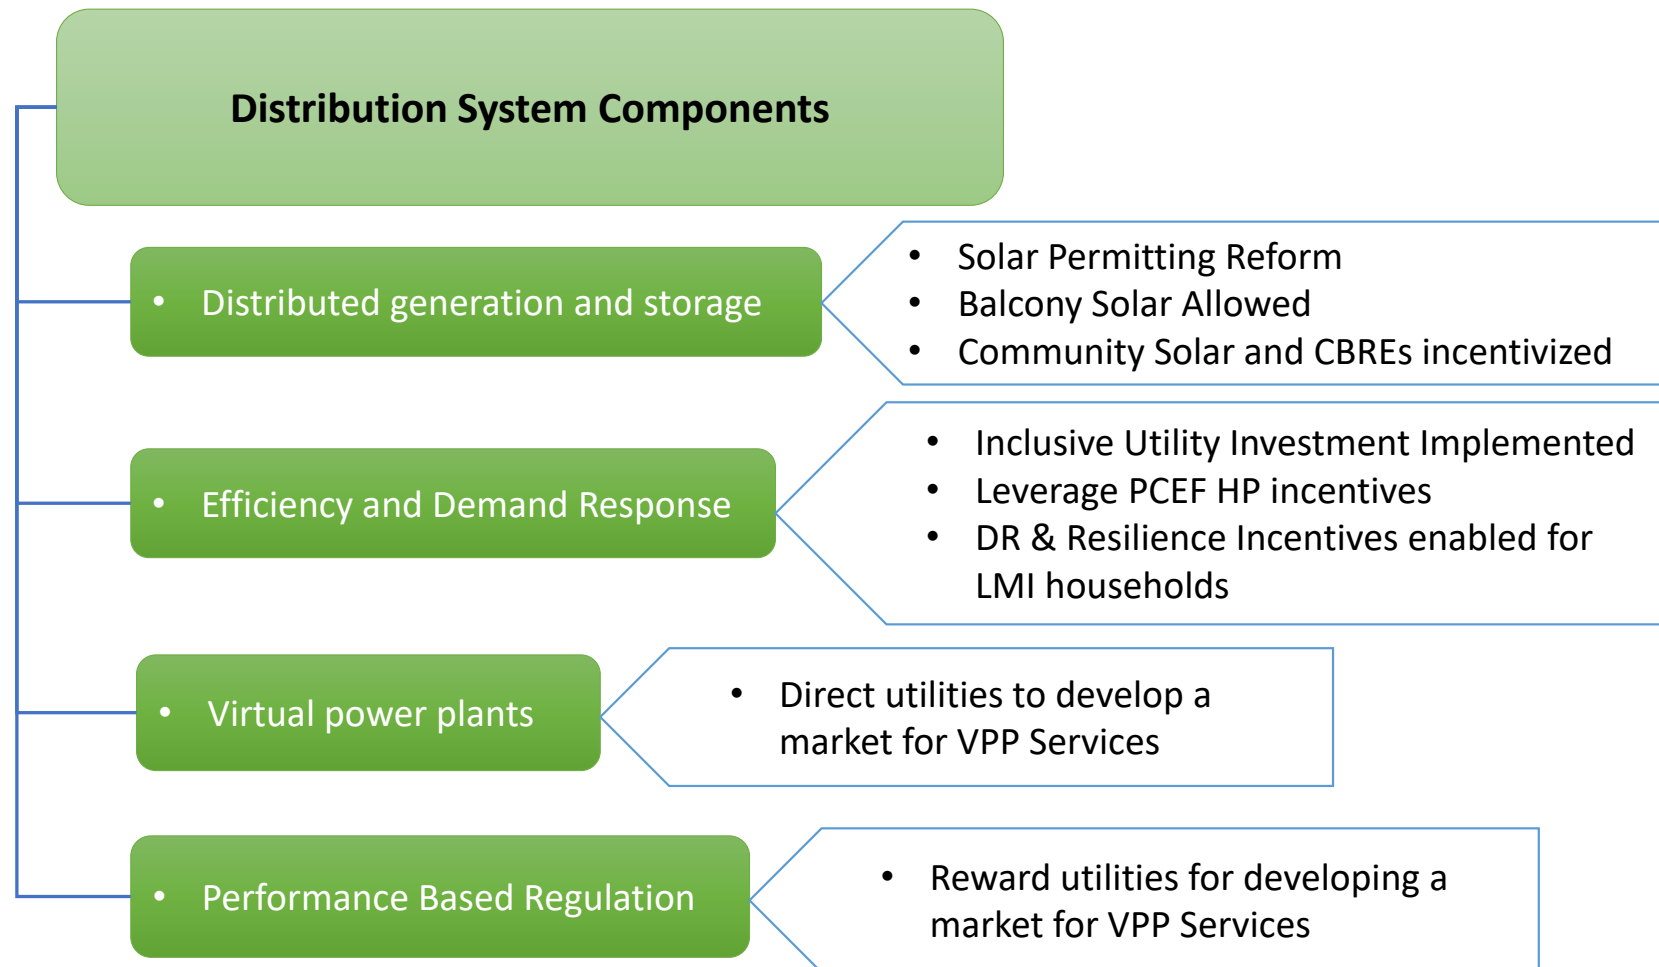 Distribution System Components
• Distributed generation and storage
• Solar Permitting Reform
• Balcony Solar Allowed
• Community Solar and CBREs incentivized
• Efficiency and Demand Response
• Inclusive Utility Investment Implemented
• Leverage PCEF HP incentives
• DR & Resilience Incentives enabled for
LMI households
• Virtual power plants
• Direct utilities to develop a
market for VPP Services
• Performance Based Regulation
• Reward utilities for developing a
market for VPP Services